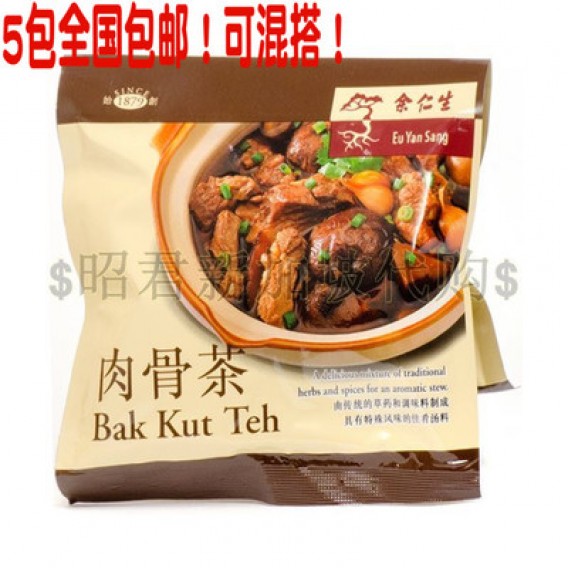 5包全国包邮！可混搭！
SINCE
始 1879 創
余仁生
Eu Yan Sang
$昭君新加坡代购$
肉骨茶
Bak Kut Teh
A delicious mixture of traditional
herbs and spices for an aromatic stew.
由传统的草药和调味料制成
具有特殊风味的佳肴汤料